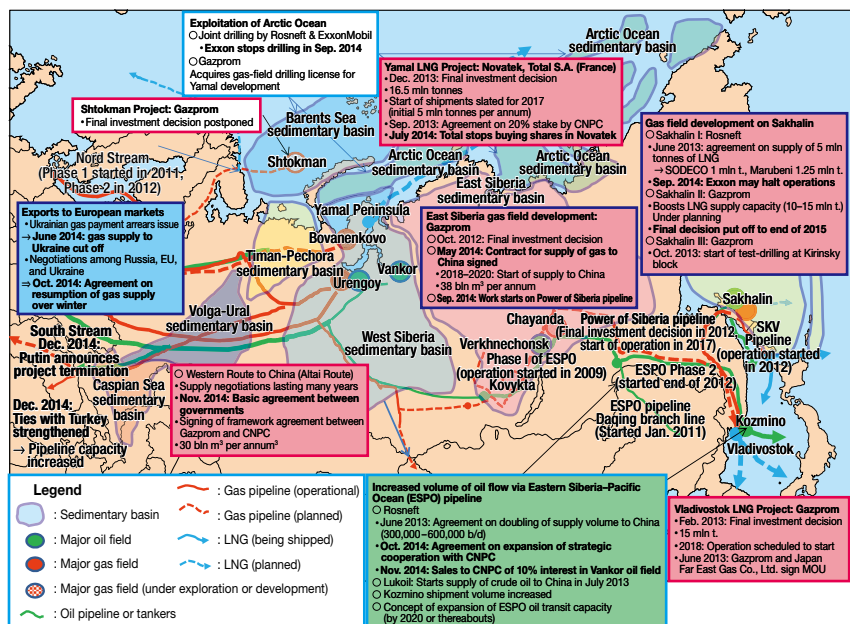 Exploitation of Arctic Ocean
○Joint drilling by Rosneft & ExxonMobil
•Exxon stops drilling in Sep. 2014
○Gazprom
Acquires gas-field drilling license for
Yamal development
Arctic Ocean
sedimentary basin
Yamal LNG Project: Novatek, Total S.A. (France)
•Dec. 2013: Final investment decision
•16.5 mln tonnes
•Start of shipments slated for 2017
(initial 5 mln tonnes per annum)
•Sep. 2013: Agreement on 20% stake by CNPC
•July 2014: Total stops buying shares in Novatek
Shtokman Project: Gazprom
•Final investment decision postponed
Barents Sea
sedimentary basin
Gas field development on Sakhalin
○Sakhalin I: Rosneft
•June 2013: agreement on supply of 5 mln
tonnes of LNG
→SODECO 1 mln t., Marubeni 1.25 mln t.
•Sep. 2014: Exxon may halt operations
○Sakhalin II: Gazprom
•Boosts LNG supply capacity (10–15 mln t.)
Under planning
•Final decision put off to end of 2015
○Sakhalin III: Gazprom
•Oct. 2013: start of test-drilling at Kirinsky
block
Nord Stream
(Phase 1 started in 2011,
Phase 2 in 2012)
Shtokman
Arctic Ocean
sedimentary basin
Arctic Ocean
sedimentary basin
East Siberia
sedimentary basin
Exports to European markets
•Ukrainian gas payment arrears issue
→June 2014: gas supply to
Ukraine cut off
•Negotiations among Russia, EU,
and Ukraine
⇒Oct. 2014: Agreement on
resumption of gas supply
over winter
Yamal Peninsula
Bovanenkovo
Timan-Pechora
sedimentary basin
Urengoy
Vankor
East Siberia gas field development:
Gazprom
○Oct. 2012: Final investment decision
○May 2014: Contract for supply of gas to
China signed
•2018–2020: Start of supply to China
•38 bln m³ per annum
○Sep. 2014: Work starts on Power of Siberia pipeline
Volga-Ural
sedimentary basin
West Siberia
sedimentary basin
Chayanda
Verkhnechonsk
Phase I of ESPO
(operation started in 2009)
Kovykta
Power of Siberia pipeline
(Final investment decision in 2012,
start of operation in 2017)
Sakhalin
SKV
Pipeline
(operation started
in 2012)
ESPO Phase 2
(started end of 2012)
ESPO pipeline
Daqing branch line
(Started Jan. 2011)
Kozmino
Vladivostok
South Stream
Dec. 2014:
Putin announces
project termination
Caspian Sea
sedimentary
basin
Dec. 2014:
Ties with Turkey
strengthened
→ Pipeline capacity
increased
○Western Route to China (Altai Route)
•Supply negotiations lasting many years
•Nov. 2014: Basic agreement between
governments
•Signing of framework agreement between
Gazprom and CNPC
•30 bln m³ per annum³
Legend
: Sedimentary basin
: Major oil field
: Major gas field
: Major gas field (under exploration or development)
: Oil pipeline or tankers
: Gas pipeline (operational)
: Gas pipeline (planned)
: LNG (being shipped)
: LNG (planned)
Increased volume of oil flow via Eastern Siberia–Pacific
Ocean (ESPO) pipeline
○Rosneft
•June 2013: Agreement on doubling of supply volume to China
(300,000–600,000 b/d)
•Oct. 2014: Agreement on expansion of strategic
cooperation with CNPC
•Nov. 2014: Sales to CNPC of 10% interest in Vankor oil field
○Lukoil: Starts supply of crude oil to China in July 2013
○Kozmino shipment volume increased
○Concept of expansion of ESPO oil transit capacity
(by 2020 or thereabouts)
Vladivostok LNG Project: Gazprom
•Feb. 2013: Final investment decision
•15 mln t.
•2018: Operation scheduled to start
•June 2013: Gazprom and Japan
Far East Gas Co., Ltd. sign MOU